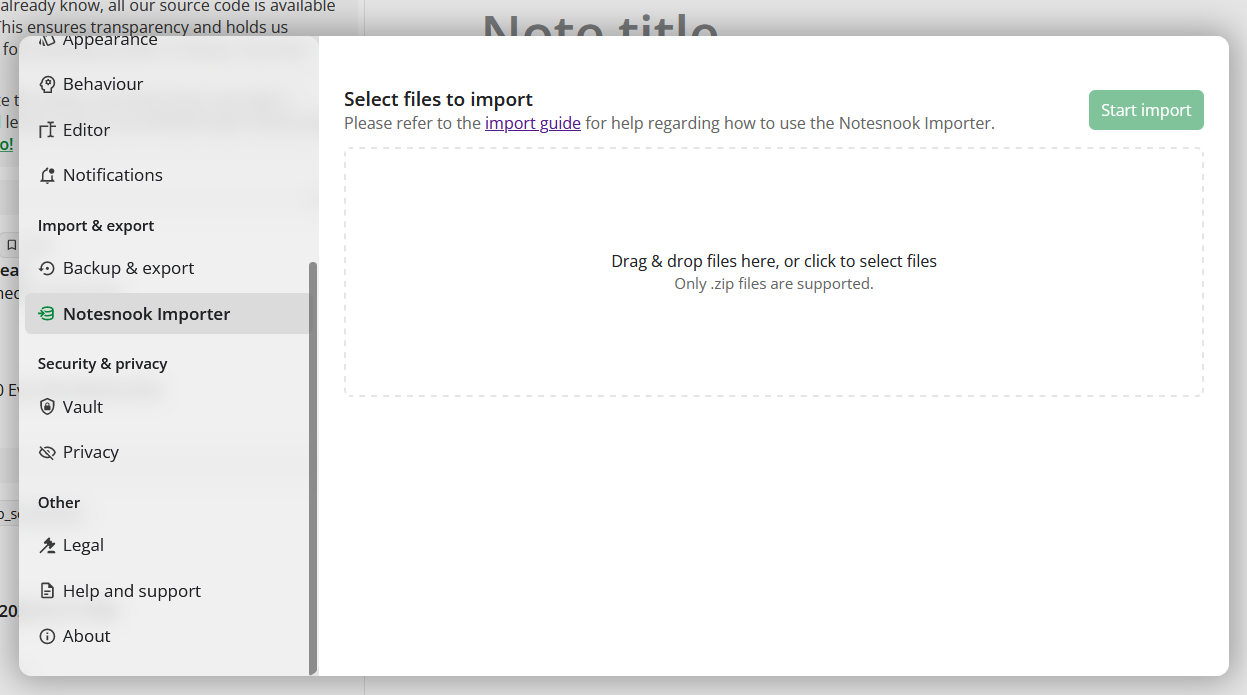 already know, all our source code is available
This ensures transparency and holds us
fo
Note title
Appearance
Behaviour
Editor
Notifications
Import & export
Backup & export
Notesnook Importer
Security & privacy
Vault
Privacy
Other
Legal
Help and support
About
Select files to import
Please refer to the import guide for help regarding how to use the Notesnook Importer.
Start import
Drag & drop files here, or click to select files
Only .zip files are supported.